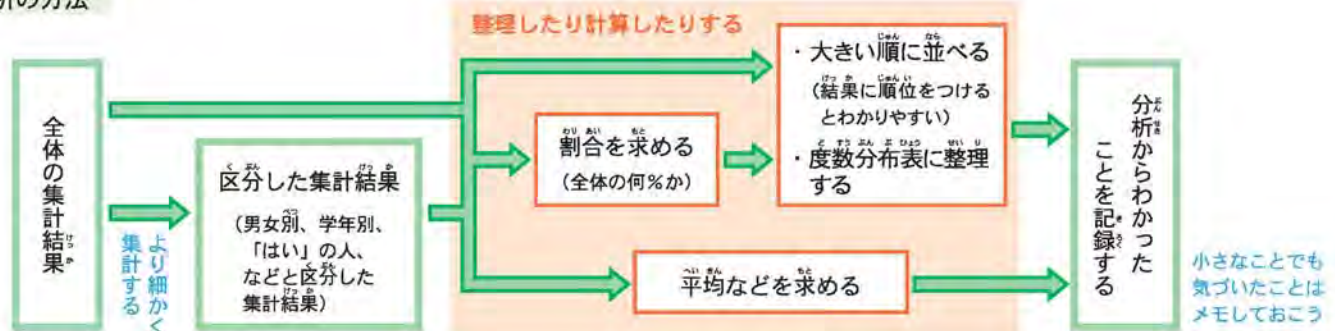 析の方法
整理したり計算したりする
全体の集計結果
より細かく
集計する
区分した集計結果
（男女別、学年別、
「はい」の人、
などと区分した
集計結果）
割合を求める
（全体の何％か）
・大きい順に並べる
（結果に順位をつける
とわかりやすい）
・度数分布表に整理
する
平均などを求める
分析からわかった
ことを記録する
小さなことでも
気づいたことは
メモしておこう